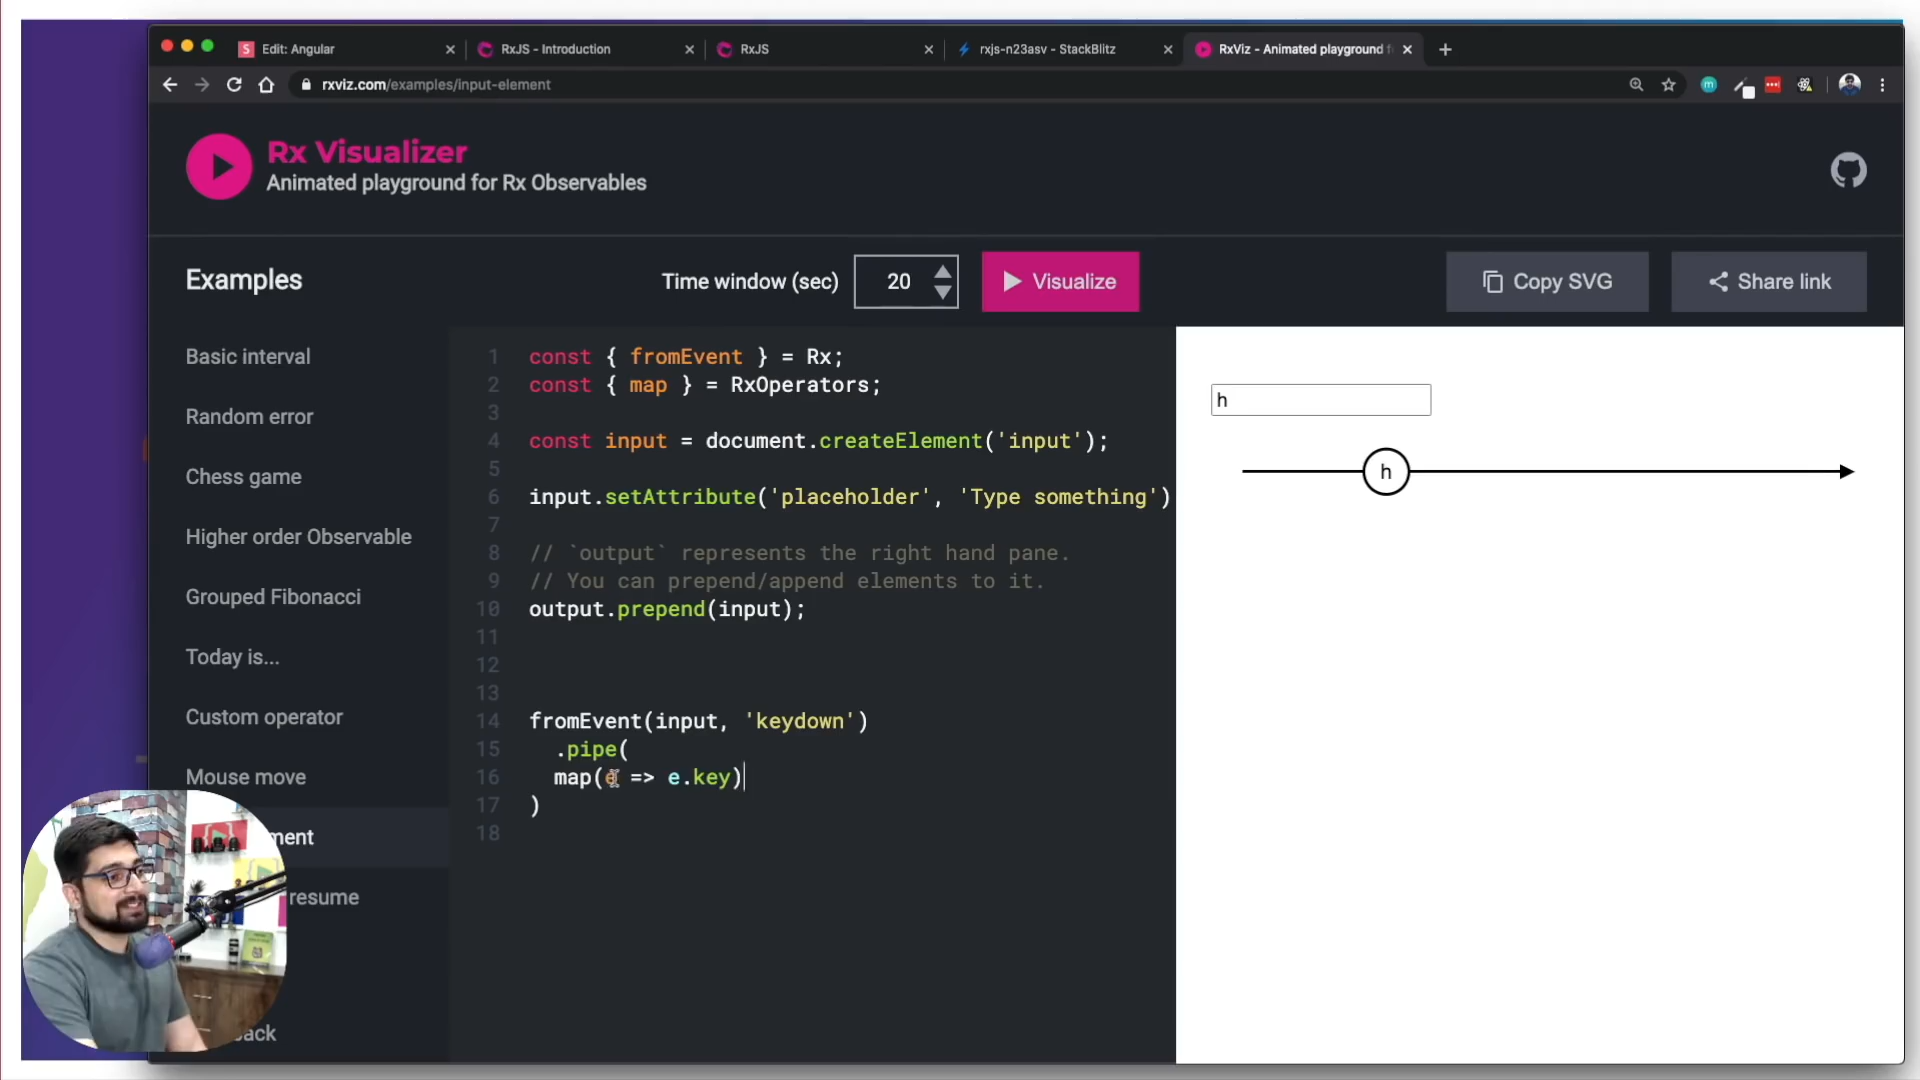 Edit: Angular
RxJS - Introduction
RxJS
rxjs-n23asv - StackBlitz
RxViz - Animated playground f
rxviz.com/examples/input-element
Rx Visualizer
Animated playground for Rx Observables
Examples
Time window (sec)
20
Visualize
Copy SVG
Share link
Basic interval
Random error
Chess game
Higher order Observable
Grouped Fibonacci
Today is...
Custom operator
Mouse move
ment
resume
ack
1 const { fromEvent } = Rx;
2 const { map } = RxOperators;
3
4 const input = document.createElement('input');
5
6 input.setAttribute('placeholder', 'Type something')
7
8 // `output` represents the right hand pane.
9 // You can prepend/append elements to it.
10 output.prepend(input);
11
12
13
14 fromEvent(input, 'keydown')
15 .pipe(
16 map(e => e.key)
17 )
18
h
h